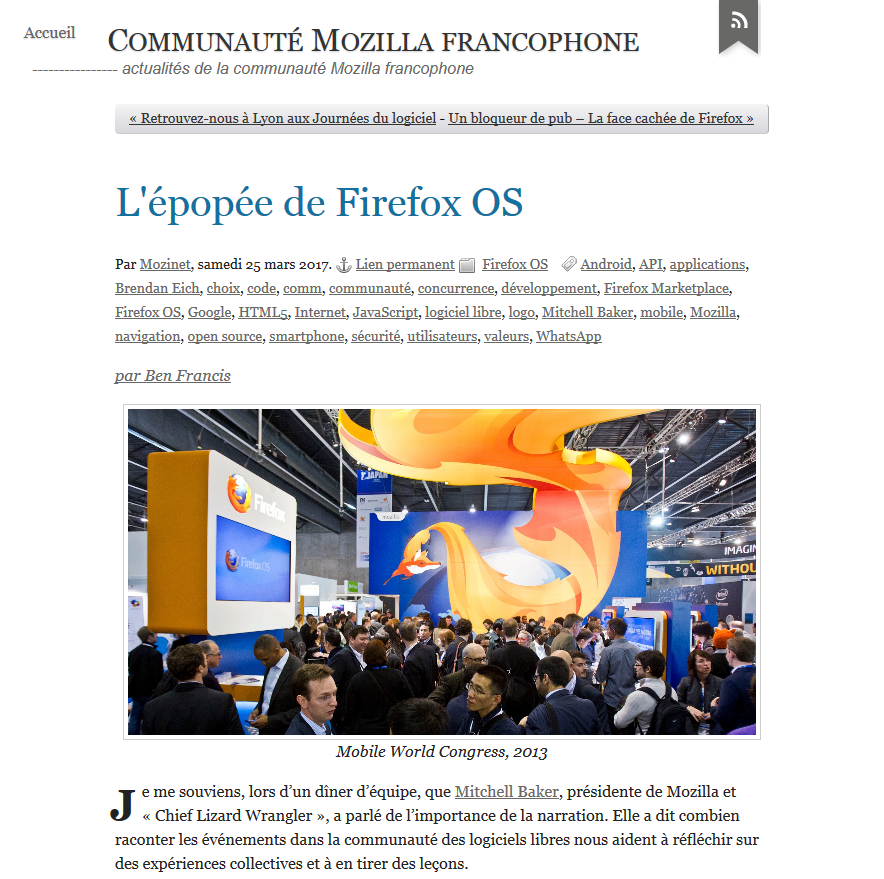 Accueil
COMMUNAUTÉ MOZILLA FRANCOPHONE
---------------- actualités de la communauté Mozilla francophone
« Retrouvez-nous à Lyon aux Journées du logiciel - Un bloqueur de pub – La face cachée de Firefox »
L'épopée de Firefox OS
Par Mozinet, samedi 25 mars 2017. Lien permanent Firefox OS Android, API, applications,
Brendan Eich, choix, code, comm, communauté, concurrence, développement, Firefox Marketplace,
Firefox OS, Google, HTML5, Internet, JavaScript, logiciel libre, logo, Mitchell Baker, mobile, Mozilla,
navigation, open source, smartphone, sécurité, utilisateurs, valeurs, WhatsApp
par Ben Francis
JAPAN
Firefox
mozilla
Firefox OS
IMAGIN
WITHOU
intel
Mobile World Congress, 2013
Je me souviens, lors d’un dîner d’équipe, que Mitchell Baker, présidente de Mozilla et
« Chief Lizard Wrangler », a parlé de l’importance de la narration. Elle a dit combien
raconter les événements dans la communauté des logiciels libres nous aident à réfléchir sur
des expériences collectives et à en tirer des leçons.